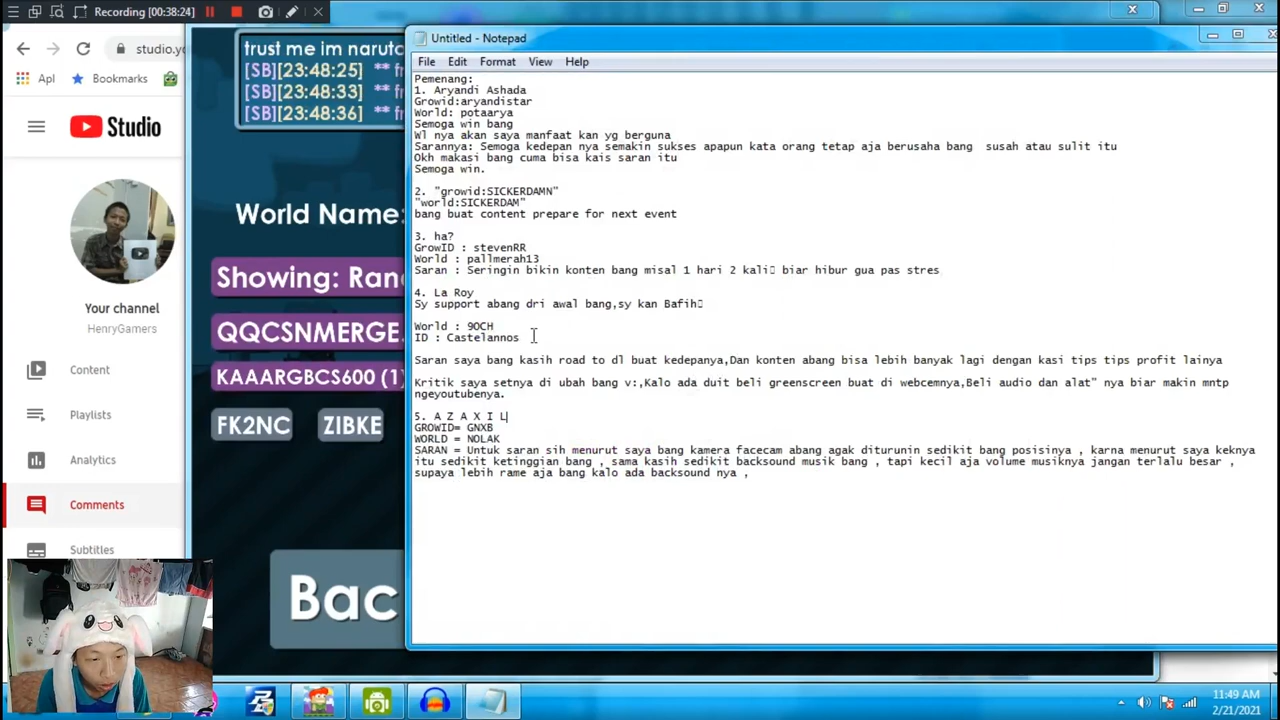 Recording [00:38:24]
studio.yo
Apl
Bookmarks
Studio
Your channel
HenryGamers
Content
Playlists
Analytics
Comments
Subtitles
trust me im naruto
[SB][23:48:25] ** fr
[SB][23:48:33] ** fr
[SB][23:48:36] ** fr
World Name:
Showing: Ran
QQCSNMERGE
KAAARGBCS600 (1)
FK2NC
ZIBKE
Bac
Untitled - Notepad
File Edit Format View Help
Pemenang:
1. Aryandi Ashada
Growid:aryandistar
World: potaarya
Semoga win bang
Wl nya akan saya manfaat kan yg berguna
Sarannya: Semoga kedepan nya semakin sukses apapun kata orang tetap aja berusaha bang susah atau sulit itu
Okh makasi bang cuma bisa kais saran itu
Semoga win.
2. "growid:SICKERDAMN"
"world:SICKERDAM"
bang buat content prepare for next event
3. ha?
GrowID : stevenRR
World : pallmerah13
Saran : Seringin bikin konten bang misal 1 hari 2 kali biar hibur gua pas stres
4. La Roy
Sy support abang dri awal bang,sy kan Bafih
World : 9OCH
ID : Castelannos
Saran saya bang kasih road to dl buat kedepanya,Dan konten abang bisa lebih banyak lagi dengan kasi tips tips profit lainya
Kritik saya setnya di ubah bang v:,Kalo ada duit beli greenscreen buat di webcemnya,Beli audio dan alat" nya biar makin mntp
ngeyoutubenya.
5. A Z A X I L
GROWID= GNXB
WORLD = NOLAK
SARAN = Untuk saran sih menurut saya bang kamera facecam abang agak diturunin sedikit bang posisinya , karna menurut saya keknya
itu sedikit ketinggian bang , sama kasih sedikit backsound musik bang , tapi kecil aja volume musiknya jangan terlalu besar ,
supaya lebih rame aja bang kalo ada backsound nya ,
11:49 AM
2/21/2021